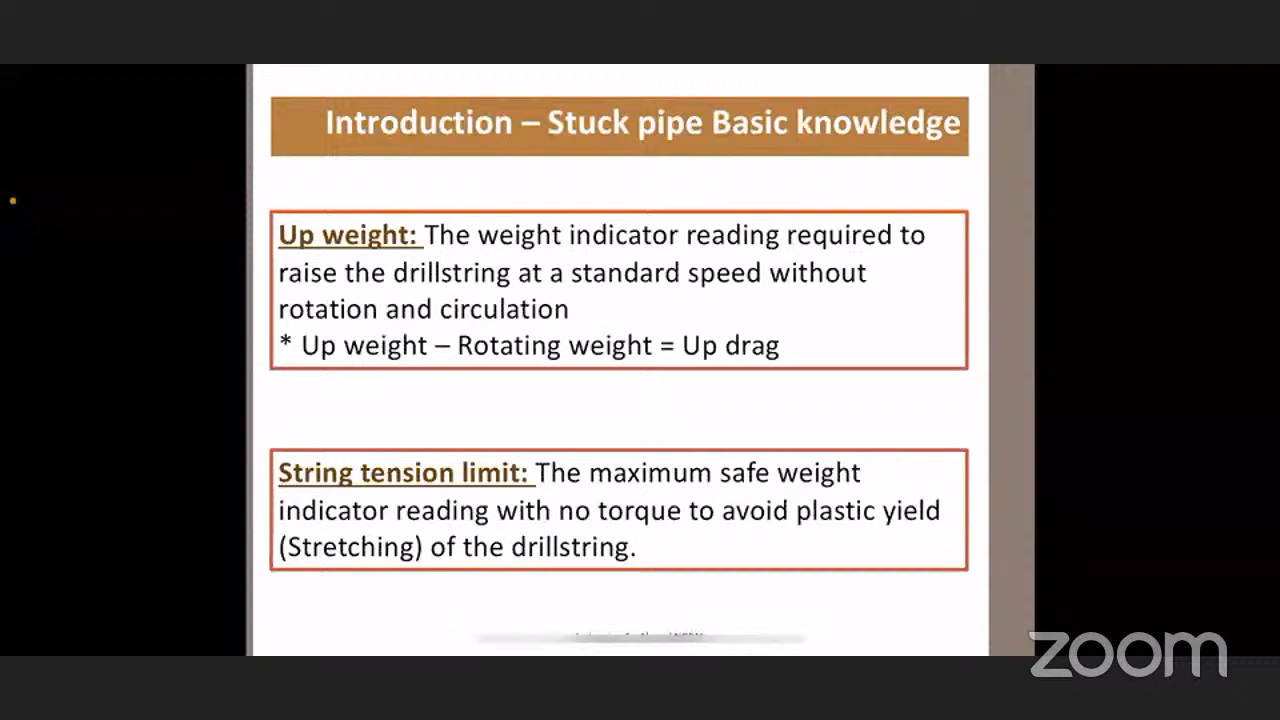 Introduction – Stuck pipe Basic knowledge
Up weight: The weight indicator reading required to
raise the drillstring at a standard speed without
rotation and circulation
* Up weight – Rotating weight = Up drag
String tension limit: The maximum safe weight
indicator reading with no torque to avoid plastic yield
(Stretching) of the drillstring.
zoom